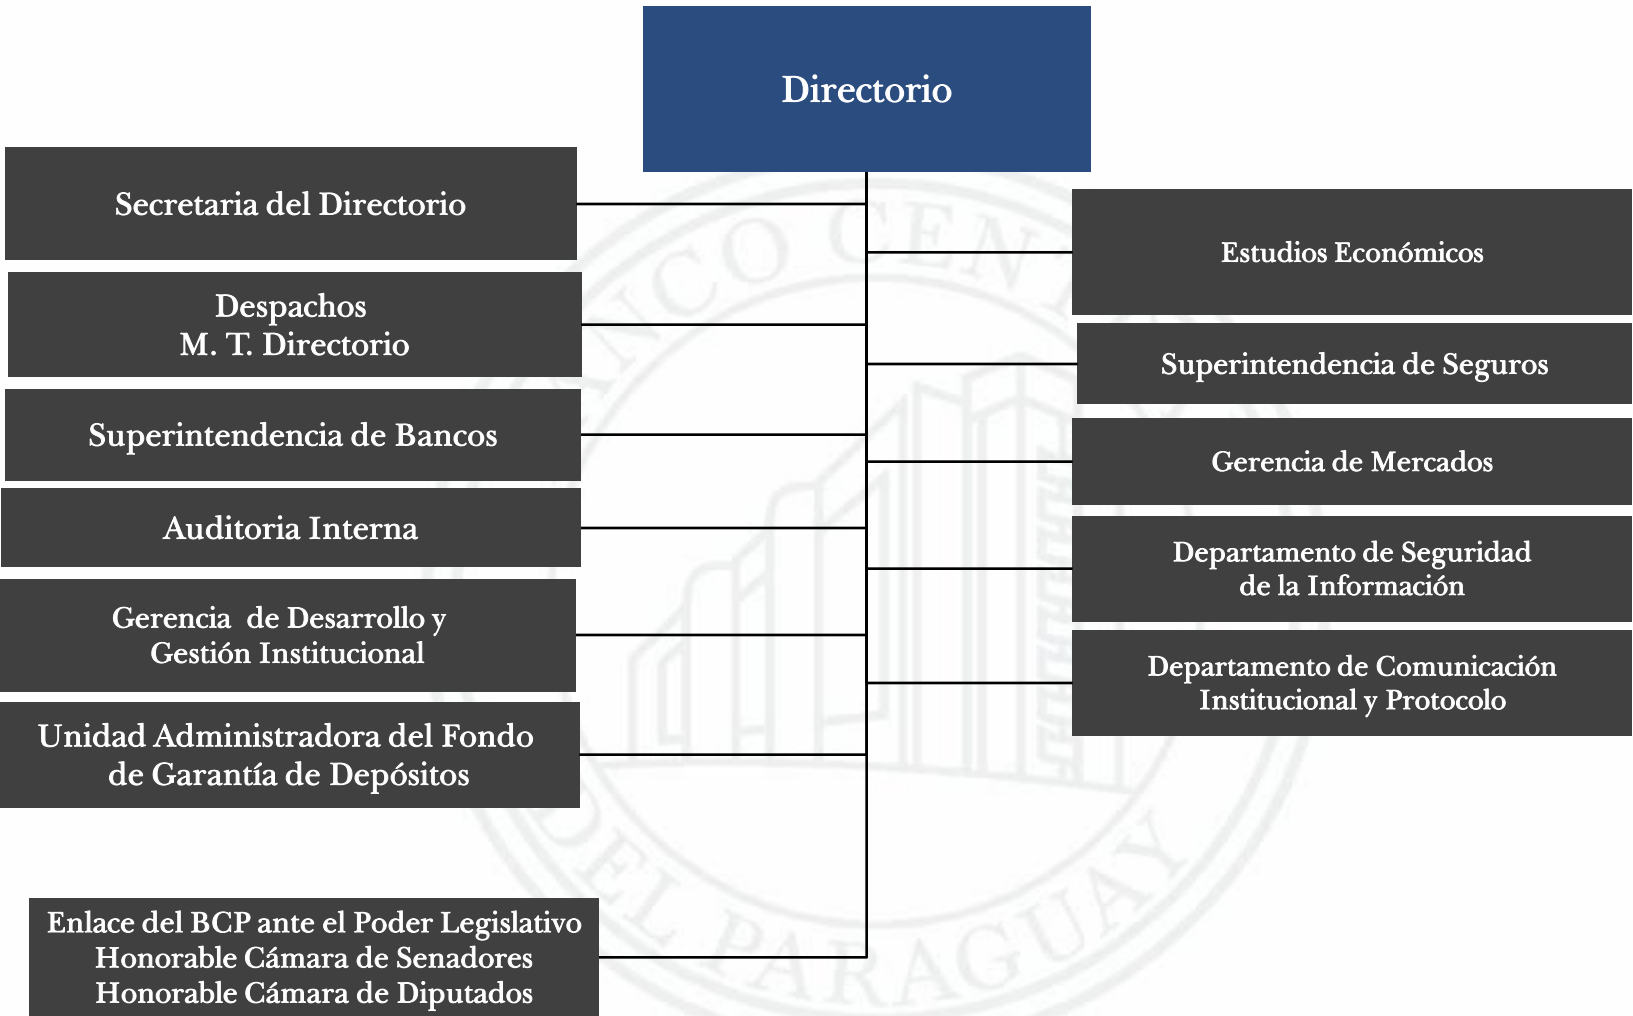 Directorio
Secretaria del Directorio
Despachos
M. T. Directorio
Superintendencia de Bancos
Auditoria Interna
Gerencia de Desarrollo y
Gestión Institucional
Unidad Administradora del Fondo
de Garantía de Depósitos
Enlace del BCP ante el Poder Legislativo
Honorable Cámara de Senadores
Honorable Cámara de Diputados
Estudios Económicos
Superintendencia de Seguros
Gerencia de Mercados
Departamento de Seguridad
de la Información
Departamento de Comunicación
Institucional y Protocolo
DEL PARAGUAY